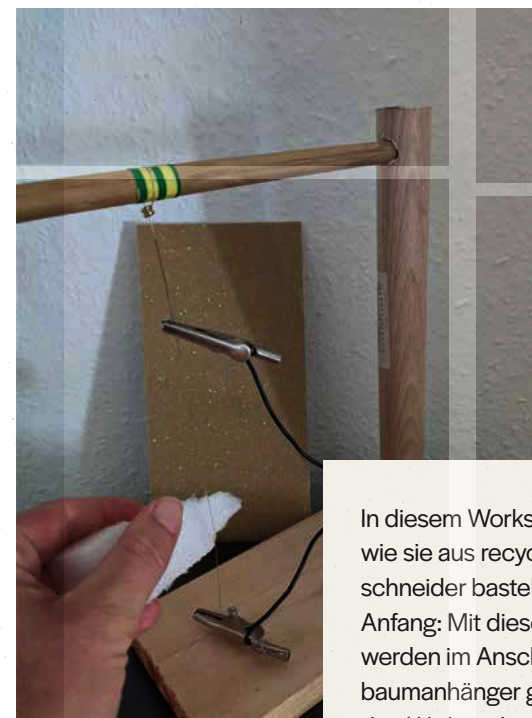 In diesem Works
wie sie aus recyc
schneider baste
Anfang: Mit diese
werden im Ansch
baumanhänger g